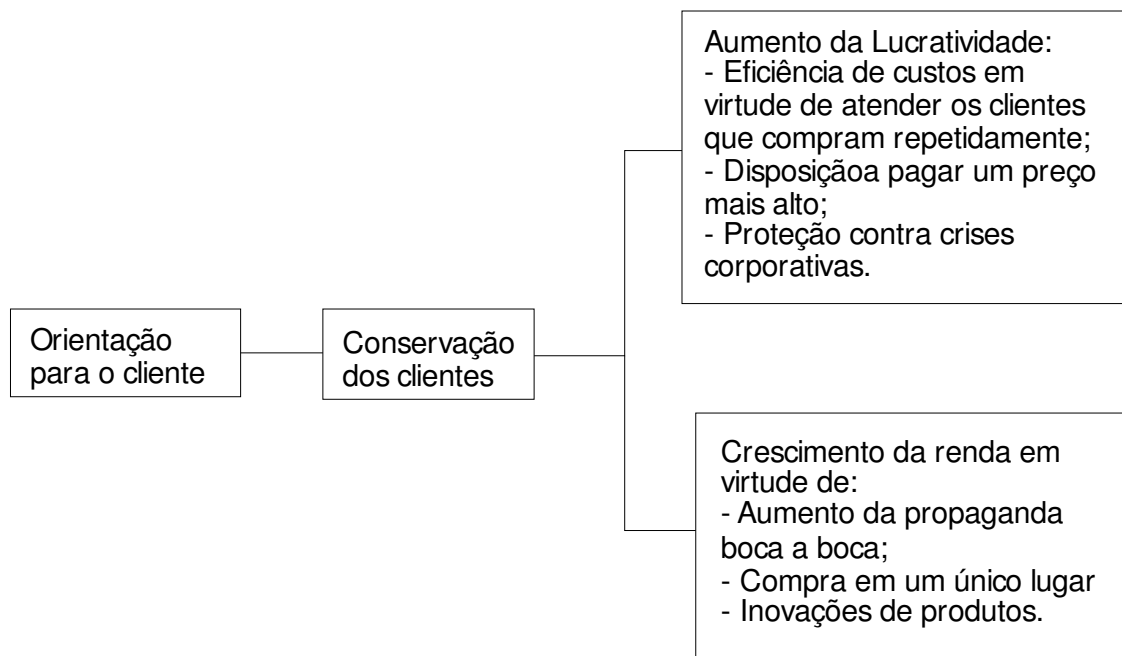 Orientação
para o cliente
Conservação
dos clientes
Aumento da Lucratividade:
- Eficiência de custos em
virtude de atender os clientes
que compram repetidamente;
- Disposiçãoa pagar um preço
mais alto;
- Proteção contra crises
corporativas.
Crescimento da renda em
virtude de:
- Aumento da propaganda
boca a boca;
- Compra em um único lugar
- Inovações de produtos.